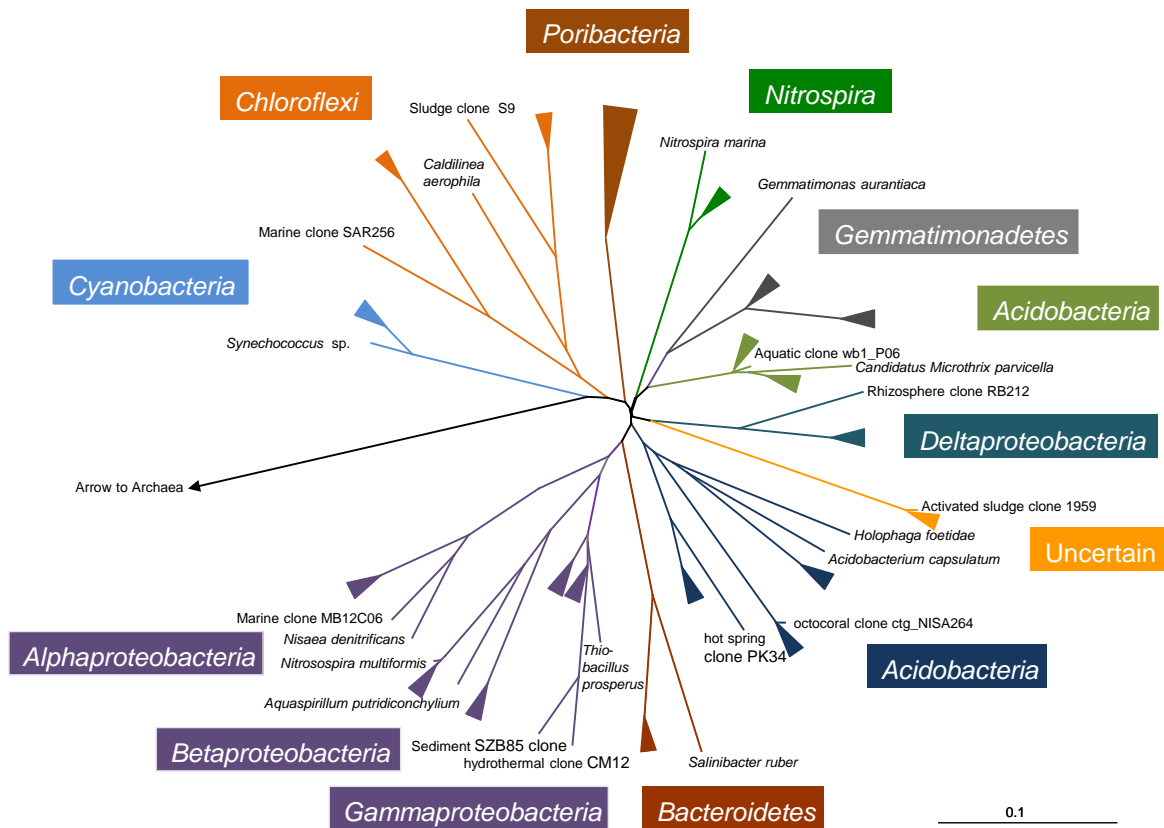 Poribacteria
Chloroflexi
Nitrospira
Sludge clone S9
Nitrospira marina
Caldilinea
aerophila
Gemmatimonas aurantiaca
Marine clone SAR256
Gemmatimonadetes
Cyanobacteria
Acidobacteria
Synechococcus sp.
Aquatic clone wb1_P06
Candidatus Microthrix parvicella
Rhizosphere clone RB212
Deltaproteobacteria
Arrow to Archaea
Activated sludge clone 1959
Holophaga foetidae
Uncertain
Acidobacterium capsulatum
Marine clone MB12C06
octocoral clone ctg_NISA264
Nisaea denitrificans
hot spring
clone PK34
Alphaproteobacteria
Nitrosospira multiformis
Thio-
bacillus
prosperus
Acidobacteria
Aquaspirillum putridiconchylium
Betaproteobacteria
Sediment SZB85 clone
hydrothermal clone CM12
Salinibacter ruber
Gammaproteobacteria
Bacteroidetes
0.1